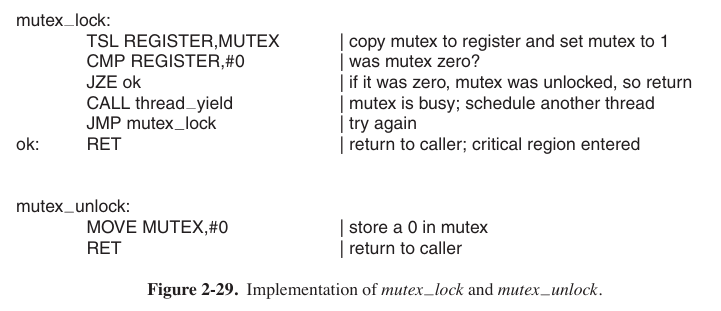 mutex_lock:
TSL REGISTER,MUTEX | copy mutex to register and set mutex to 1
CMP REGISTER,#0 | was mutex zero?
JZE ok | if it was zero, mutex was unlocked, so return
CALL thread_yield | mutex is busy; schedule another thread
JMP mutex_lock | try again
ok: RET | return to caller; critical region entered
mutex_unlock:
MOVE MUTEX,#0 | store a 0 in mutex
RET | return to caller
Figure 2-29. Implementation of mutex_lock and mutex_unlock.